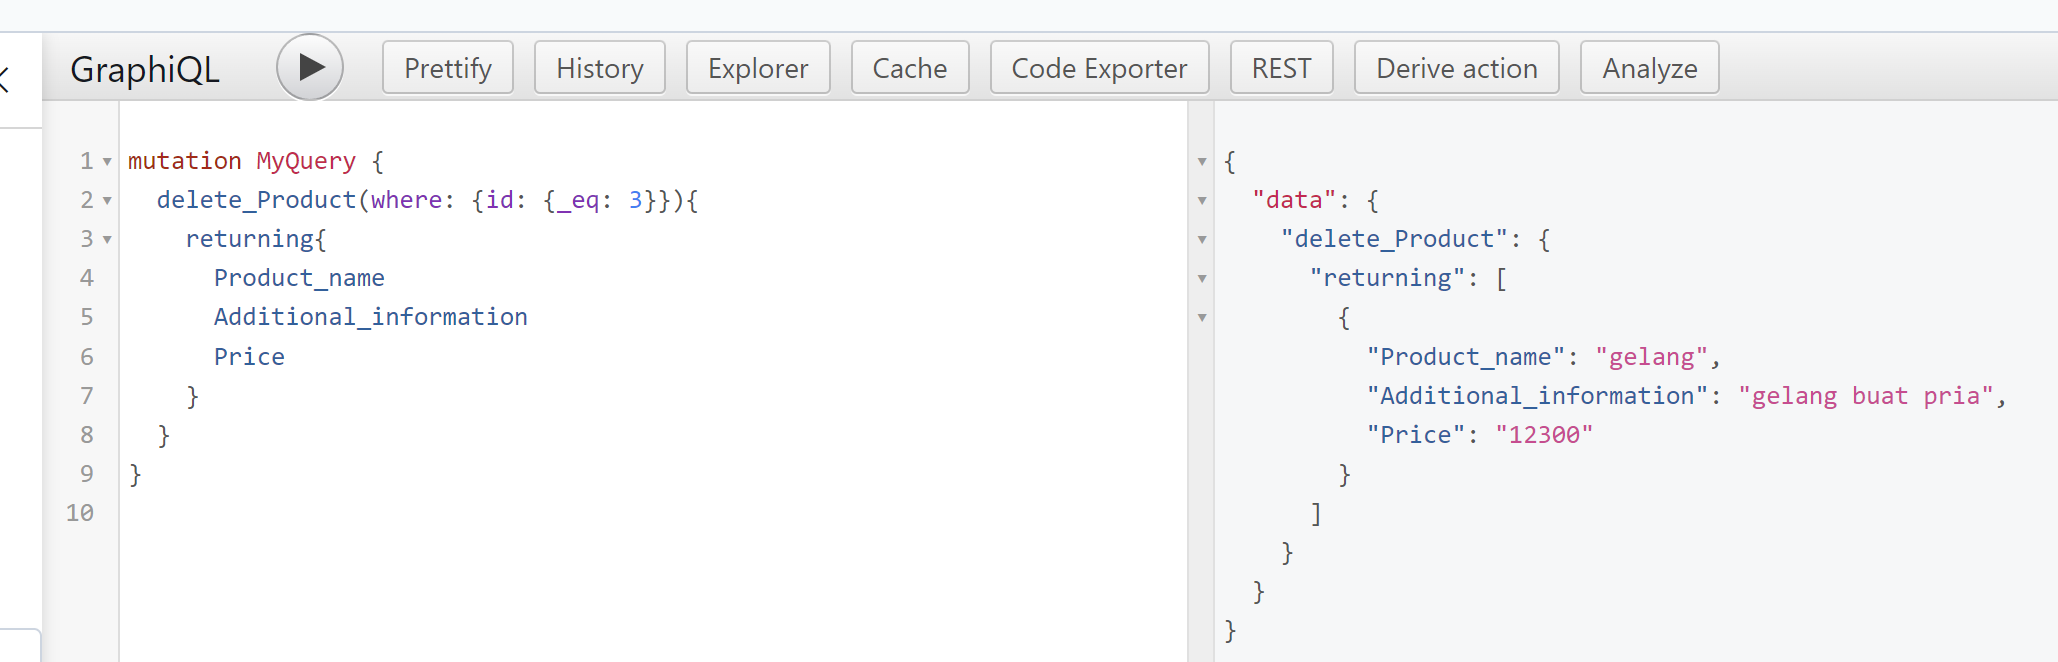 GraphiQL Prettify History Explorer Cache Code Exporter REST Derive action Analyze
1 mutation MyQuery {
2 delete_Product(where: {id: {_eq: 3}}){
3 returning{
4 Product_name
5 Additional_information
6 Price
7 }
8 }
9 }
10
{
"data": {
"delete_Product": {
"returning": [
{
"Product_name": "gelang",
"Additional_information": "gelang buat pria",
"Price": "12300"
}
]
}
}
}